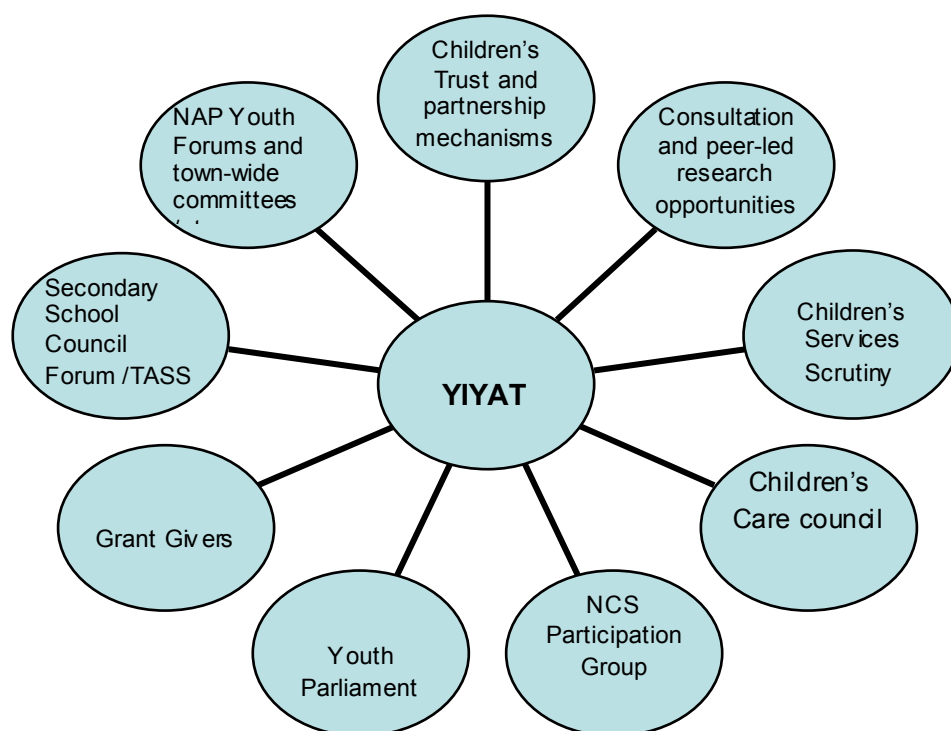 Children's
Trust and
partnership
mechanisms
NAP Youth
Forums and
town-wide
committees
Consultation
and peer-led
research
opportunities
Secondary
School
Council
Forum /TASS
Children's
Services
Scrutiny
YIYAT
Children's
Care council
Grant Givers
NCS
Participation
Group
Youth
Parliament